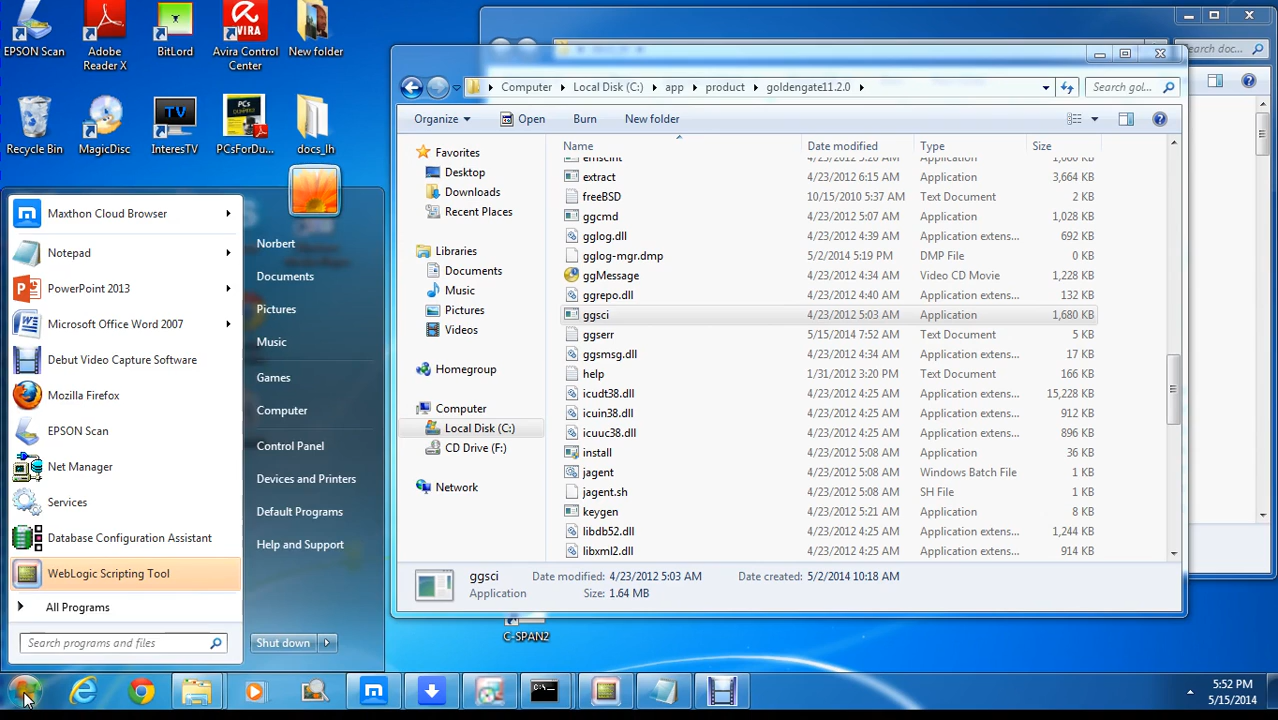 EPSON Scan
Adobe Reader X
BitLord
Avira Control Center
New folder
Recycle Bin
MagicDisc
InteresTV
PCsForDu...
docs_lh
Maxthon Cloud Browser
Notepad
PowerPoint 2013
Microsoft Office Word 2007
Debut Video Capture Software
Mozilla Firefox
EPSON Scan
Net Manager
Services
Database Configuration Assistant
WebLogic Scripting Tool
All Programs
Search programs and files
Norbert
Documents
Pictures
Music
Games
Computer
Control Panel
Devices and Printers
Default Programs
Help and Support
Shut down
Computer Local Disk (C:) app product goldengate11.2.0
Search gol...
Organize Open Burn New folder
Favorites
Desktop
Downloads
Recent Places
Libraries
Documents
Music
Pictures
Videos
Homegroup
Computer
Local Disk (C:)
CD Drive (F:)
Network
Name Date modified Type Size
extract 4/23/2012 6:15 AM Application 3,664 KB
freeBSD 10/15/2010 5:37 AM Text Document 2 KB
ggcmd 4/23/2012 5:07 AM Application 1,028 KB
gglog.dll 4/23/2012 4:39 AM Application extens... 692 KB
gglog-mgr.dmp 5/2/2014 5:19 PM DMP File 0 KB
ggMessage 4/23/2012 4:34 AM Video CD Movie 1,228 KB
ggrepo.dll 4/23/2012 4:40 AM Application extens... 132 KB
ggsci 4/23/2012 5:03 AM Application 1,680 KB
ggserr 5/15/2014 7:52 AM Text Document 5 KB
ggsmsg.dll 4/23/2012 4:34 AM Application extens... 17 KB
help 1/31/2012 3:20 PM Text Document 166 KB
icudt38.dll 4/23/2012 4:25 AM Application extens... 15,228 KB
icuin38.dll 4/23/2012 4:25 AM Application extens... 912 KB
icuuc38.dll 4/23/2012 4:25 AM Application extens... 896 KB
install 4/23/2012 5:08 AM Application 36 KB
jagent 4/23/2012 5:08 AM Windows Batch File 1 KB
jagent.sh 4/23/2012 5:08 AM SH File 1 KB
keygen 4/23/2012 5:21 AM Application 8 KB
libdb52.dll 4/23/2012 4:25 AM Application extens... 1,244 KB
libxml2.dll 4/23/2012 4:25 AM Application extens... 914 KB
ggsci Date modified: 4/23/2012 5:03 AM Date created: 5/2/2014 10:18 AM
Application Size: 1.64 MB
C-SPAN2
5:52 PM
5/15/2014